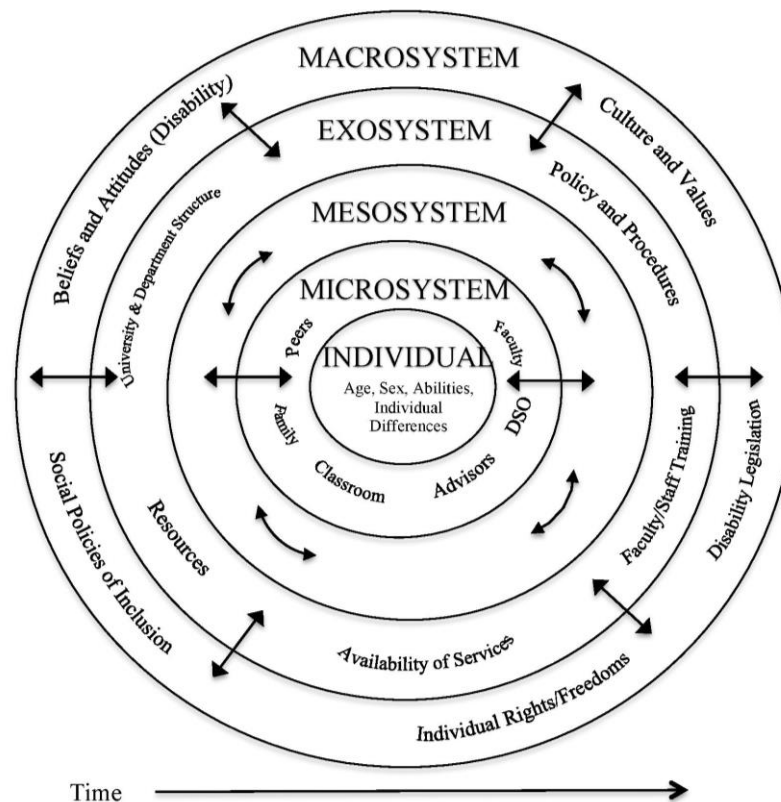 MACROSYSTEM
Beliefs and Attitudes (Disability)
Culture and Values
EXOSYSTEM
University & Department Structure
Policy and Procedures
MESOSYSTEM
MICROSYSTEM
Peers
Faculty
INDIVIDUAL
Age, Sex, Abilities,
Individual
Differences
Family
DSO
Classroom
Advisors
Resources
Faculty/Staff Training
Availability of Services
Social Policies of Inclusion
Disability Legislation
Individual Rights/Freedoms
Time